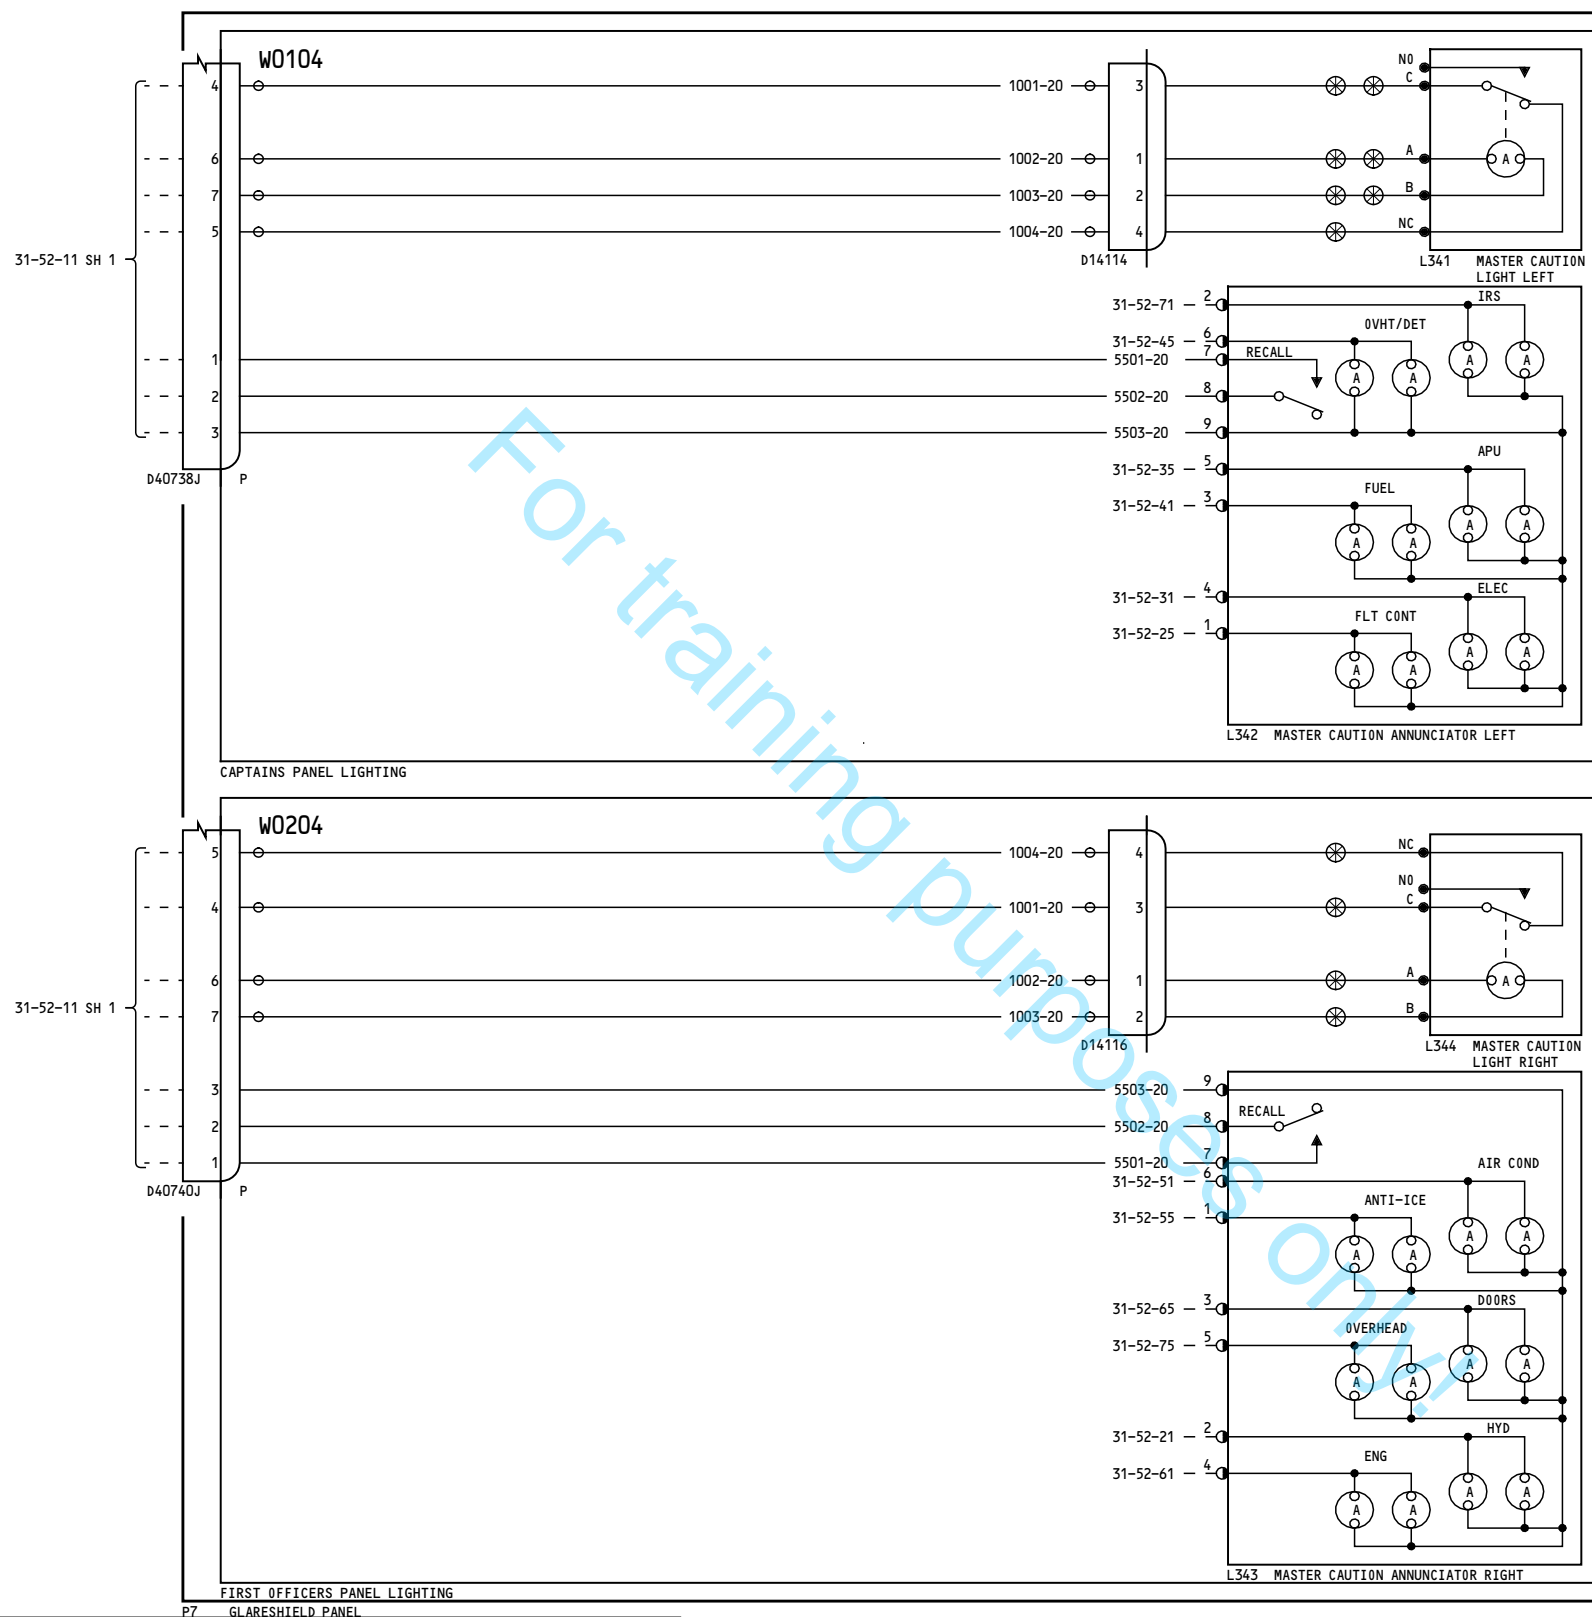 W0104
4 1001-20 3 NO C
6 1002-20 1 A A
7 1003-20 2 B
5 1004-20 4 NC
31-52-11 SH 1
D14114
L341 MASTER CAUTION
LIGHT LEFT
31-52-71 2 IRS
31-52-45 6 OVHT/DET
1 5501-20 7 RECALL A A
A A
2 5502-20 8
3 5503-20 9
D40738J P
31-52-35 5 APU
31-52-41 3 FUEL
A A
A A
31-52-31 4 ELEC
31-52-25 1 FLT CONT
A A
A A
L342 MASTER CAUTION ANNUNCIATOR LEFT
CAPTAINS PANEL LIGHTING
W0204
5 1004-20 4 NC
NO
4 1001-20 3 C
6 1002-20 1 A A
31-52-11 SH 1
7 1003-20 2 B
D14116
L344 MASTER CAUTION
LIGHT RIGHT
3 5503-20 9
2 5502-20 8 RECALL
1 5501-20 7
D40740J P
31-52-51 6 AIR COND
31-52-55 1 ANTI-ICE
A A
A A
31-52-65 3 DOORS
31-52-75 5 OVERHEAD
A A
A A
31-52-21 2 HYD
31-52-61 4 ENG
A A
A A
L343 MASTER CAUTION ANNUNCIATOR RIGHT
FIRST OFFICERS PANEL LIGHTING
P7 GLARESHIELD PANEL
For training purposes only!